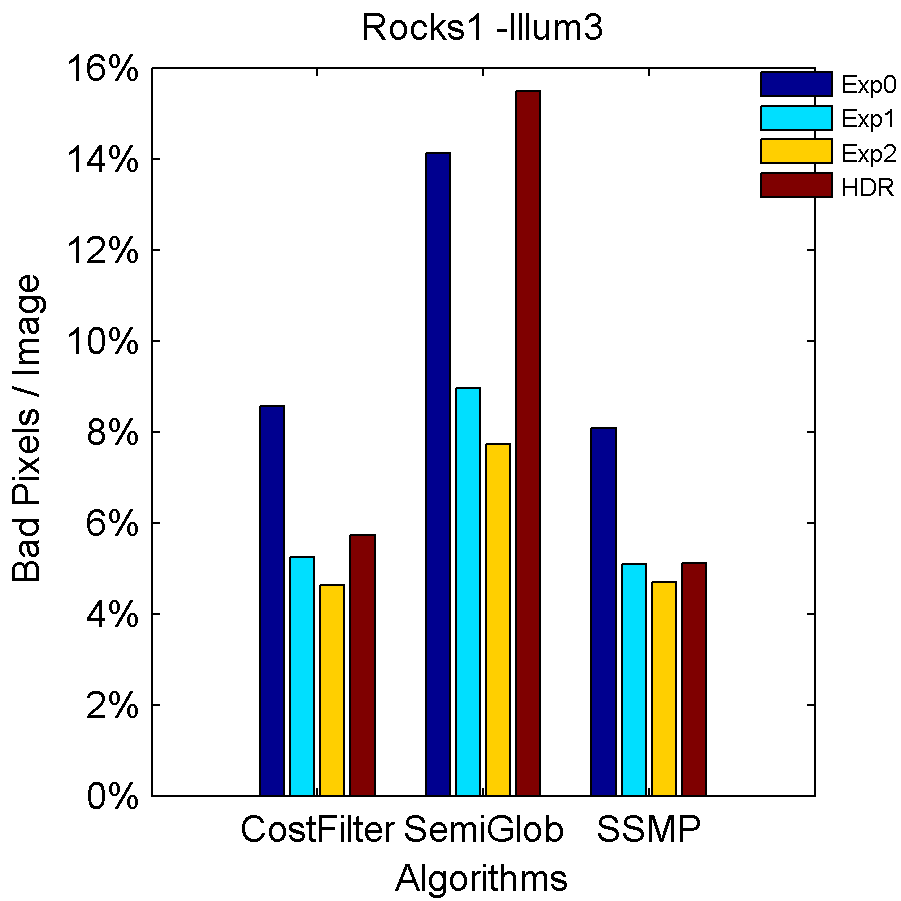 Rocks1 -Illum3
16%
14%
12%
10%
8%
6%
4%
2%
0%
Bad Pixels / Image
Exp0
Exp1
Exp2
HDR
CostFilter SemiGlob SSMP
Algorithms